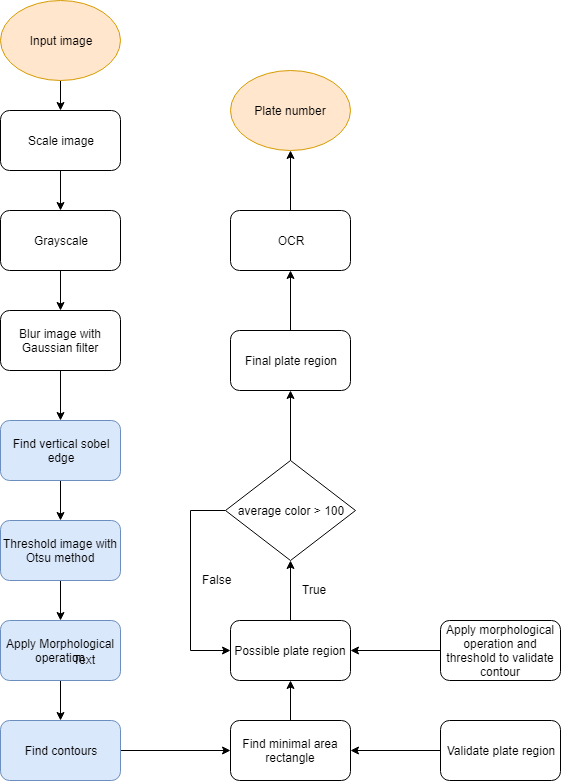 Input image
Scale image
Grayscale
Blur image with
Gaussian filter
Find vertical sobel
edge
Threshold image with
Otsu method
Apply Morphological
operation
Text
Find contours
Plate number
OCR
Final plate region
average color > 100
False
True
Possible plate region
Find minimal area
rectangle
Apply morphological
operation and
threshold to validate
contour
Validate plate region